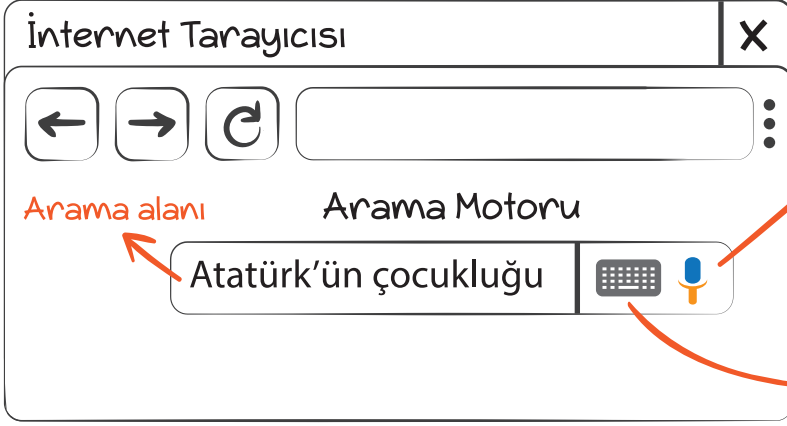 İnternet Tarayıcısı X
Arama alanı
Arama Motoru
Atatürk'ün çocukluğu